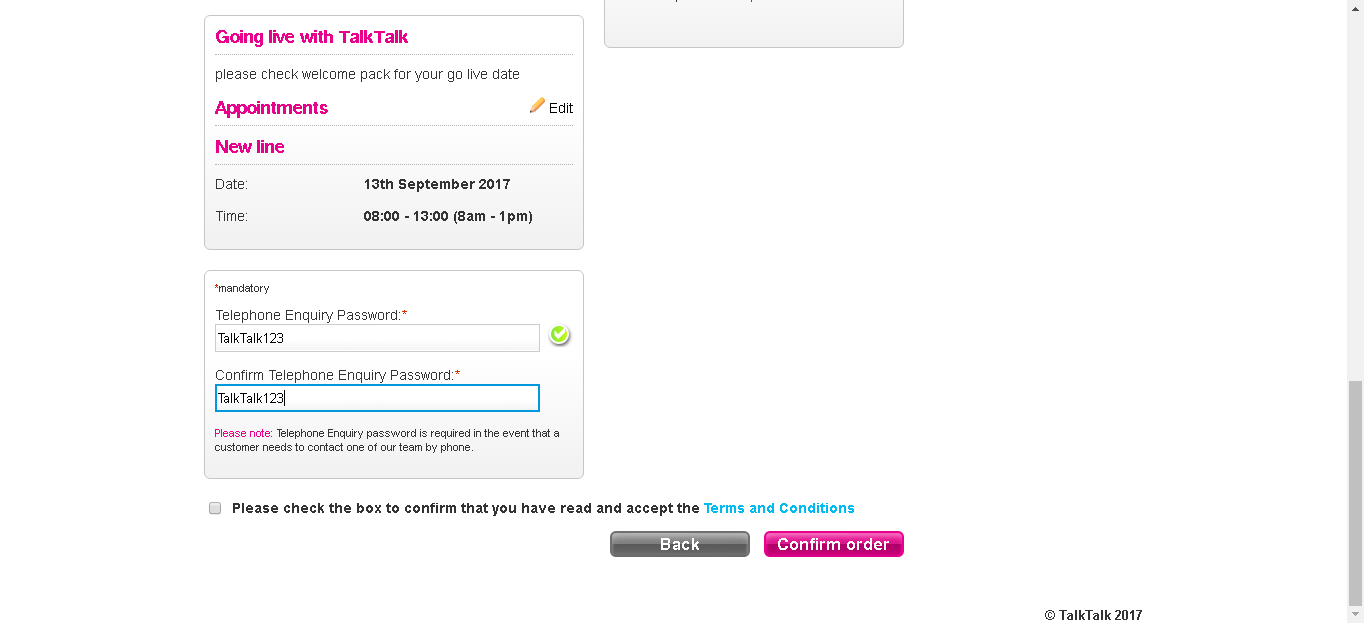 Going live with TalkTalk
please check welcome pack for your go live date
Appointments
Edit
New line
Date: 13th September 2017
Time: 08:00 - 13:00 (8am - 1pm)
*mandatory
Telephone Enquiry Password:*
TalkTalk123
Confirm Telephone Enquiry Password:*
TalkTalk123
Please note: Telephone Enquiry password is required in the event that a
customer needs to contact one of our team by phone.
Please check the box to confirm that you have read and accept the Terms and Conditions
Back
Confirm order
© TalkTalk 2017